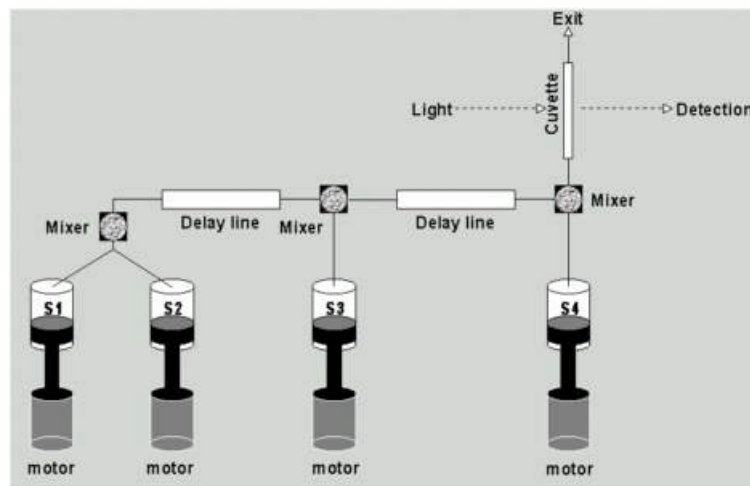 Exit
Cuvette
Light
Detection
Mixer
Delay line
Mixer
Delay line
Mixer
S1
S2
S3
S4
motor
motor
motor
motor